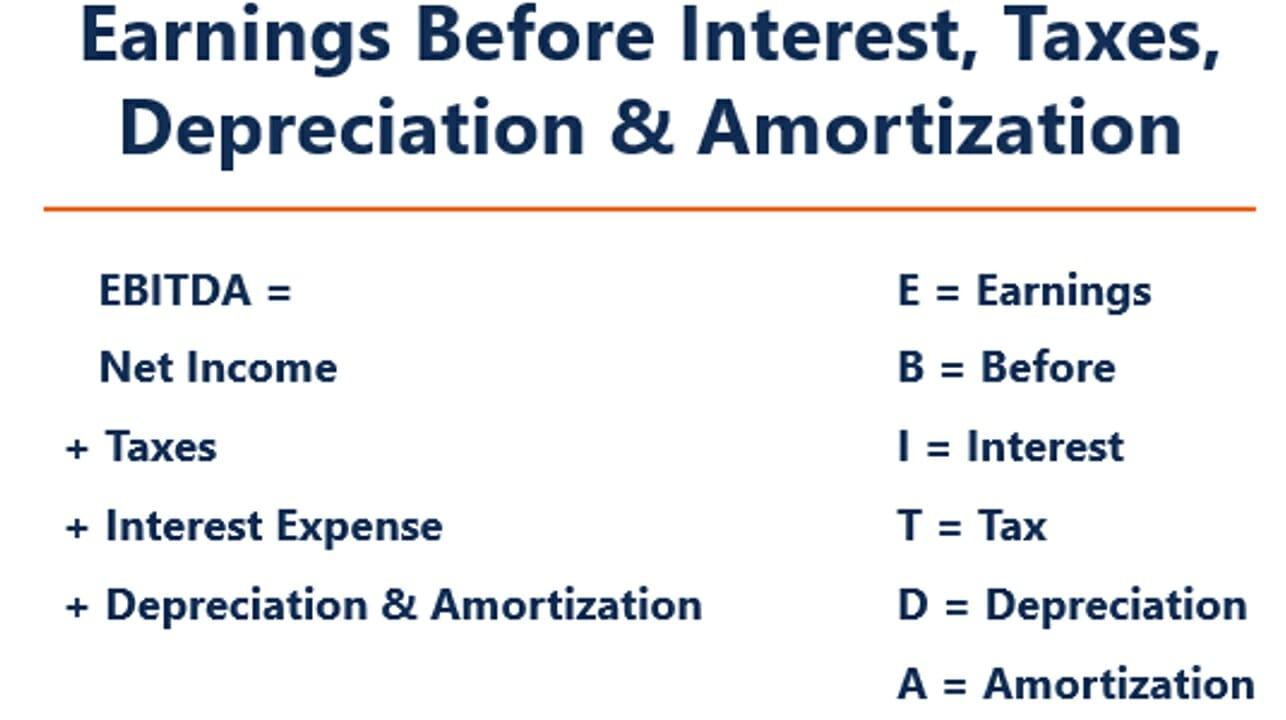 Earnings Before Interest, Taxes,
Depreciation & Amortization
EBITDA =
Net Income
+ Taxes
+ Interest Expense
+ Depreciation & Amortization
E = Earnings
B = Before
I = Interest
T = Tax
D = Depreciation
A = Amortization